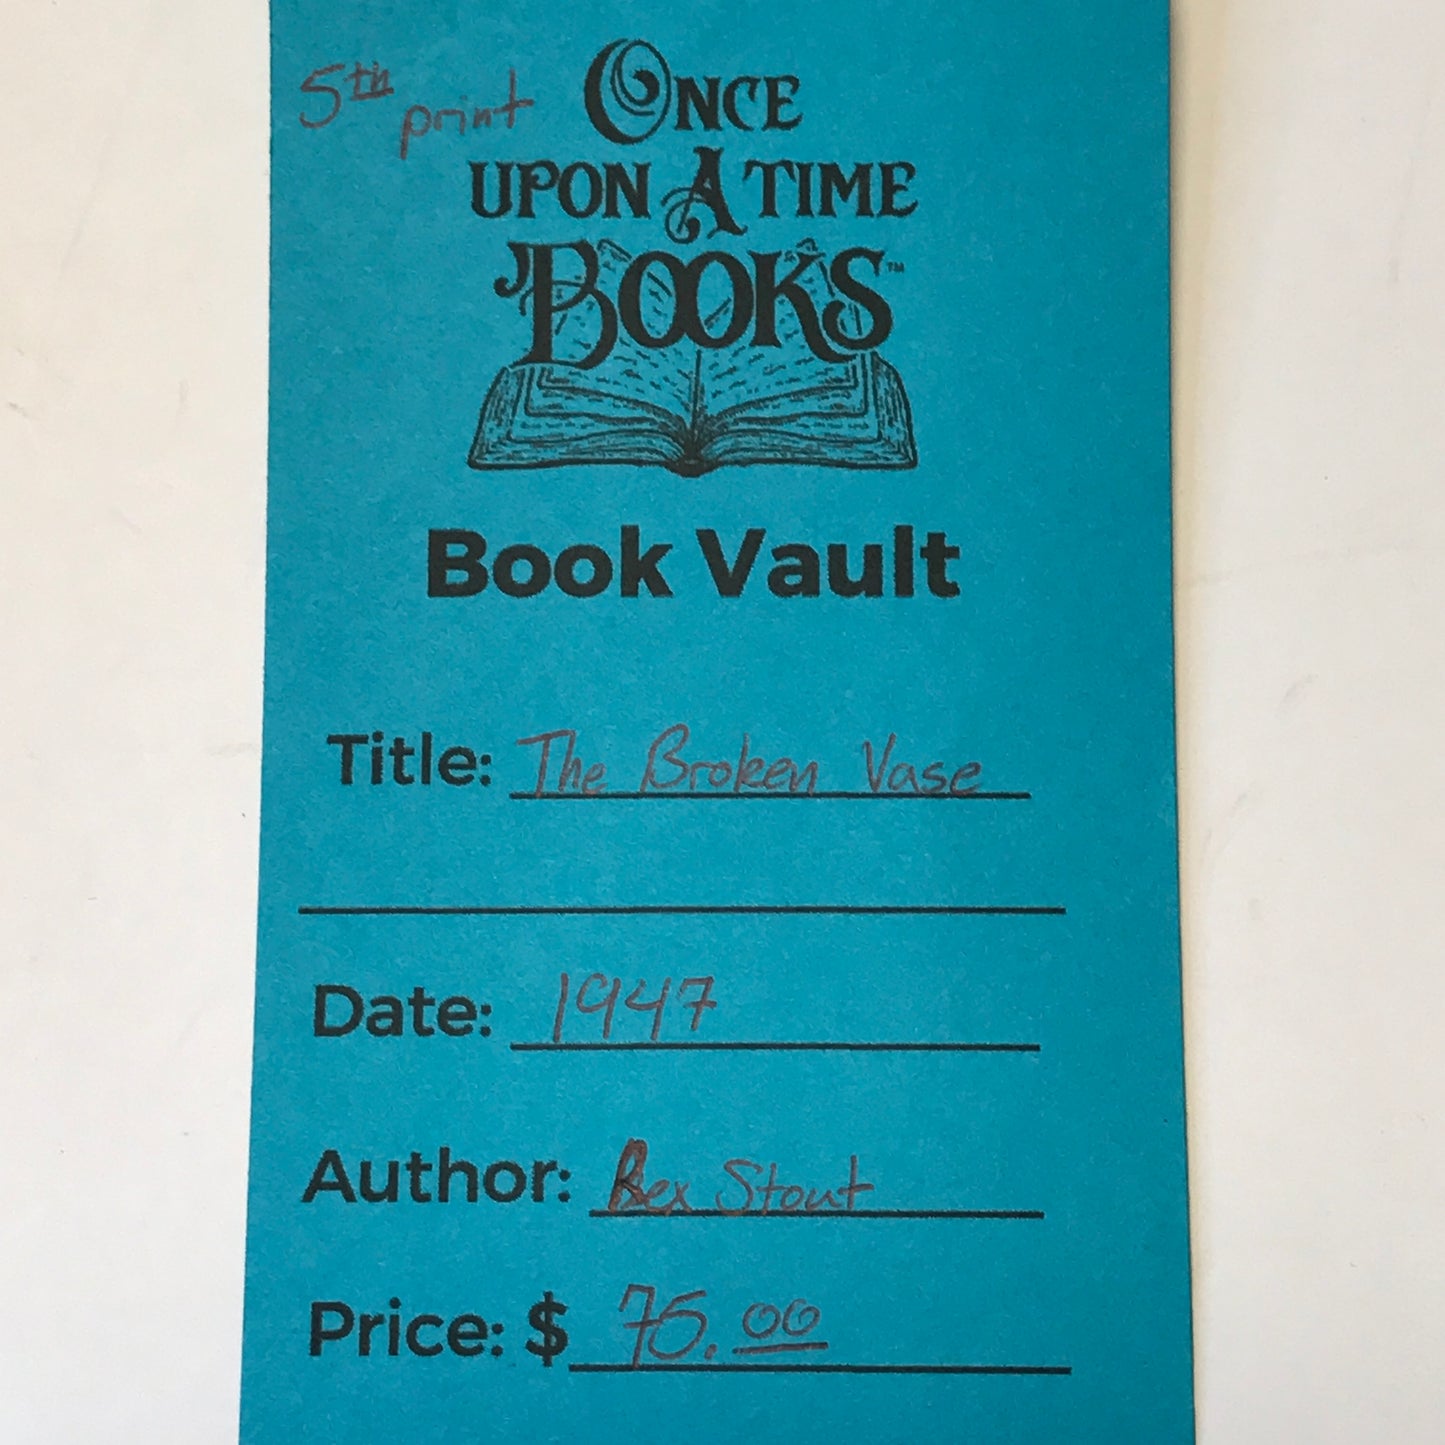 5th print
ONCE
UPON A TIME
BOOKS™
Book Vault
Title: The Broken Vase
Date: 1947
Author: Rex Stout
Price: $ 75.00